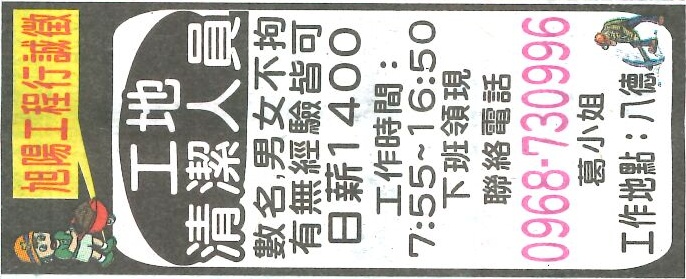 旭陽工程行誠徵
工地
清潔人員
數名,男女不拘
有無經驗皆可
日薪1400
工作時間：
7:55~16:50
下班領現
聯絡電話
0968-730996
葛小姐
工作地點：八德